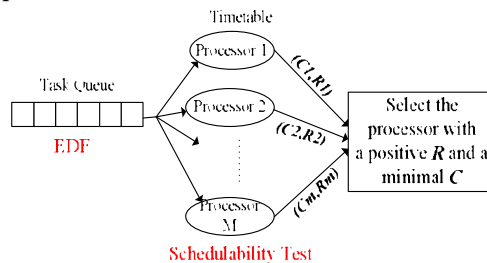 Timetable
Processor 1
Task Queue
EDF
(C1,R1)
Processor 2
(C2,R2)
Select the
processor with
a positive R and a
minimal C
Processor
M
(Cm,Rm)
Schedulability Test